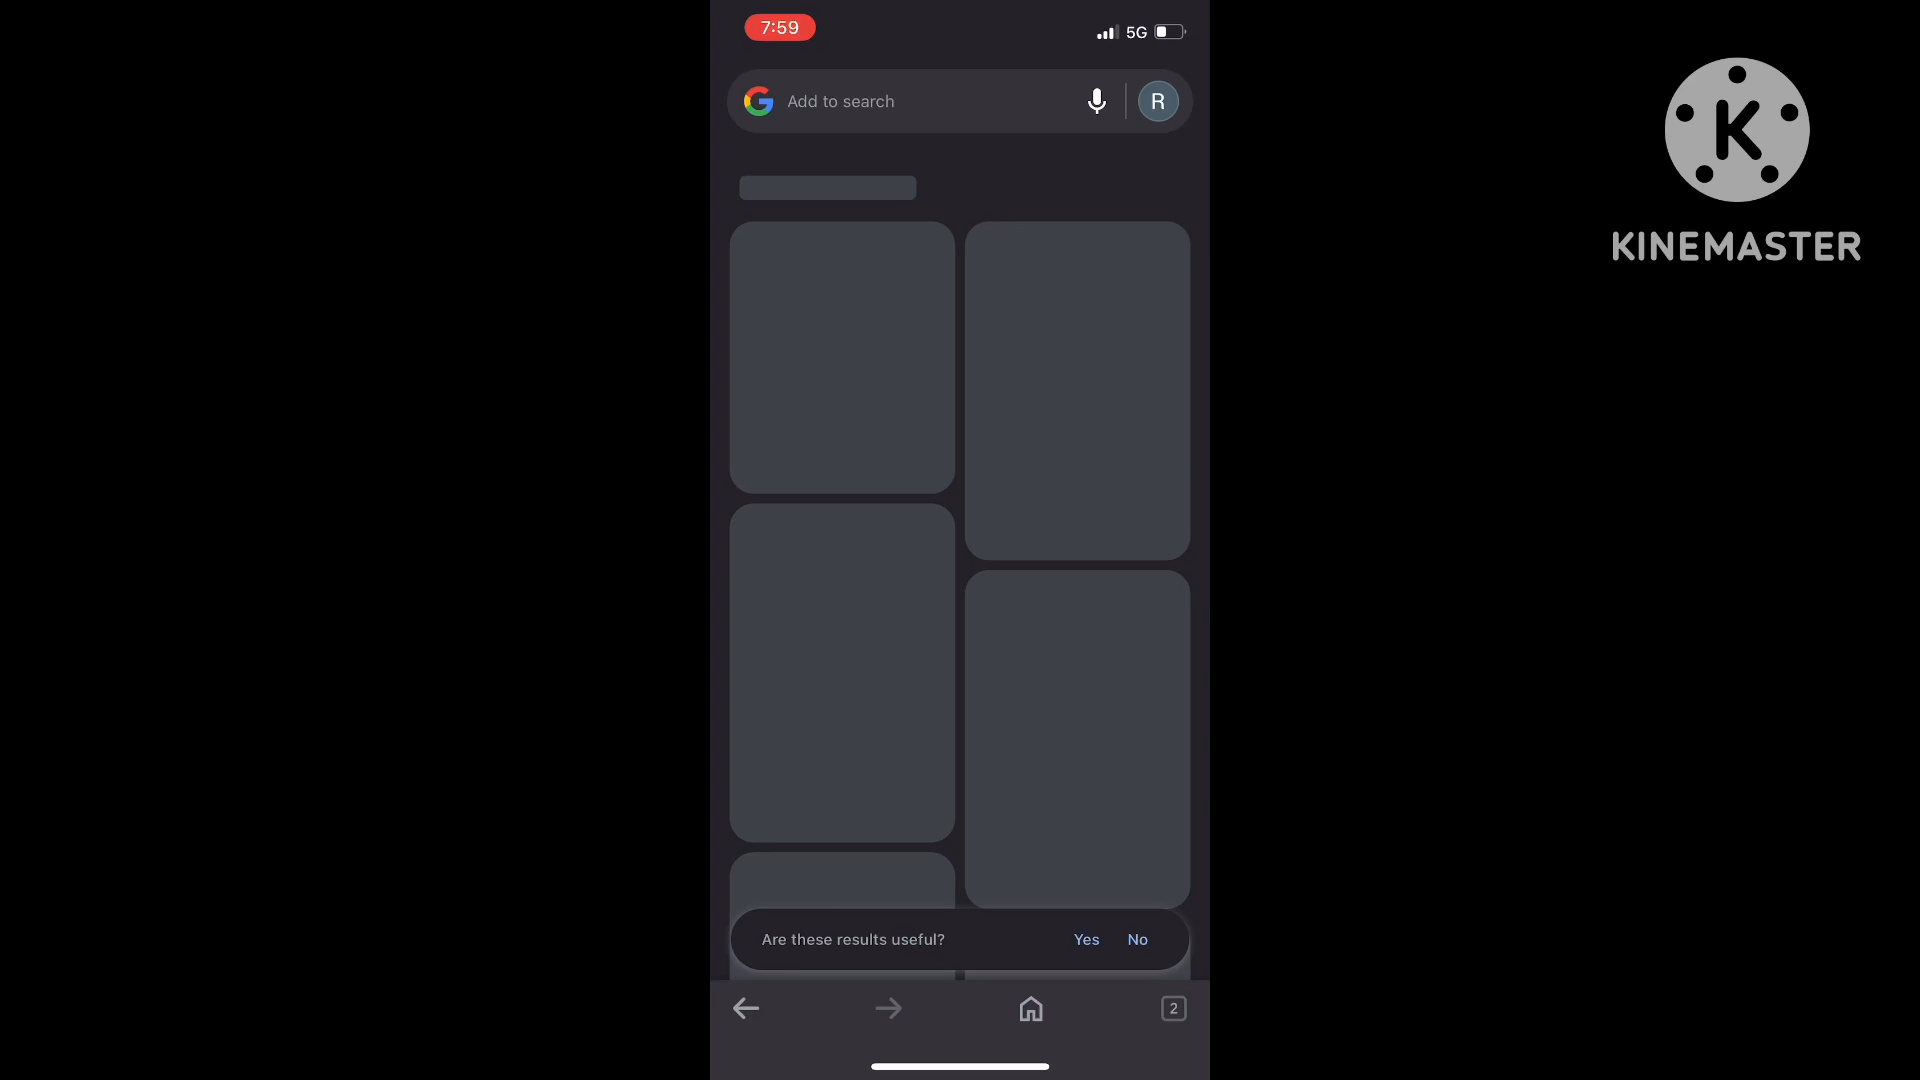 7:59
5G
Add to search
R
K
KINEMASTER
Are these results useful?
Yes
No
2